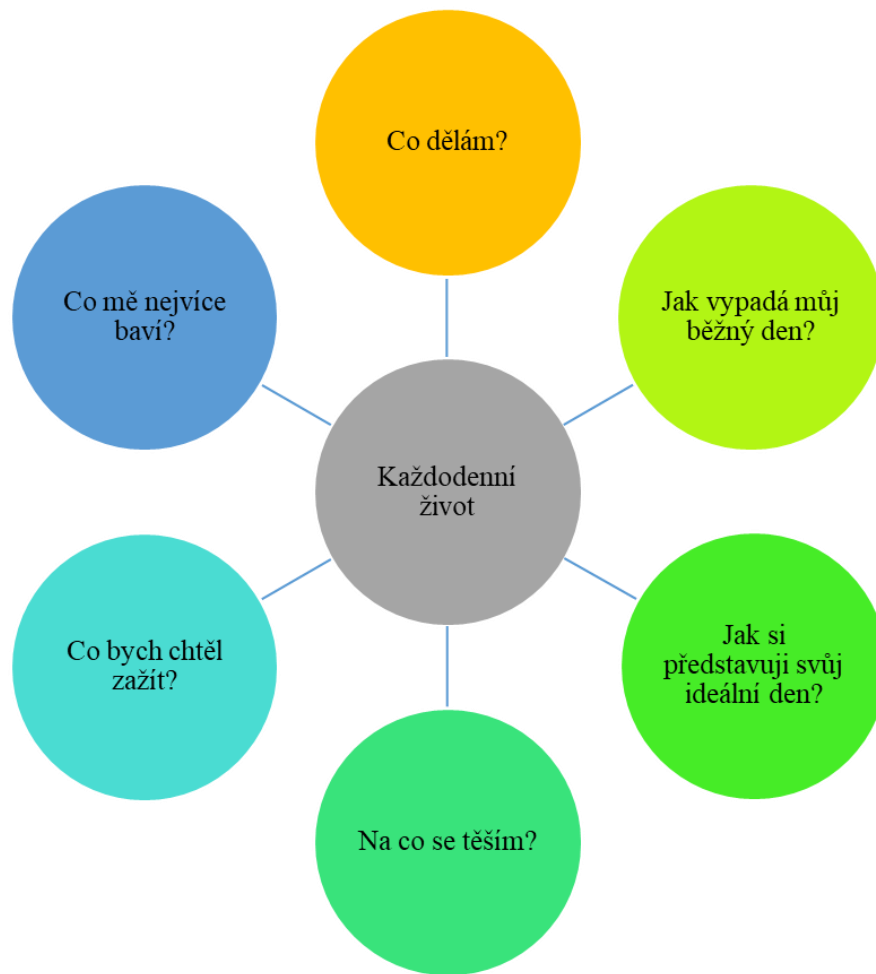 Co dělám?
Co mě nejvíce
baví?
Jak vypadá můj
běžný den?
Každodenní
život
Co bych chtěl
zažít?
Jak si
představuji svůj
ideální den?
Na co se těším?